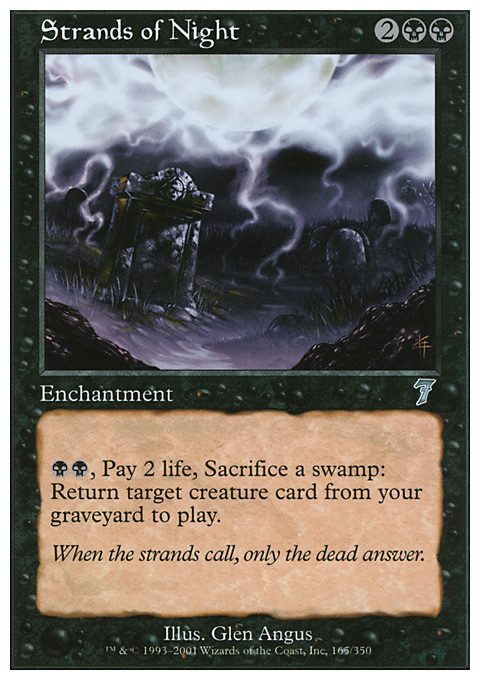 Strands of Night 2
Enchantment
7
, Pay 2 life, Sacrifice a swamp:
Return target creature card from your
graveyard to play.
When the strands call, only the dead answer.
Illus. Glen Angus
™ & © 1993–2001 Wizards of the Coast, Inc. 165/350